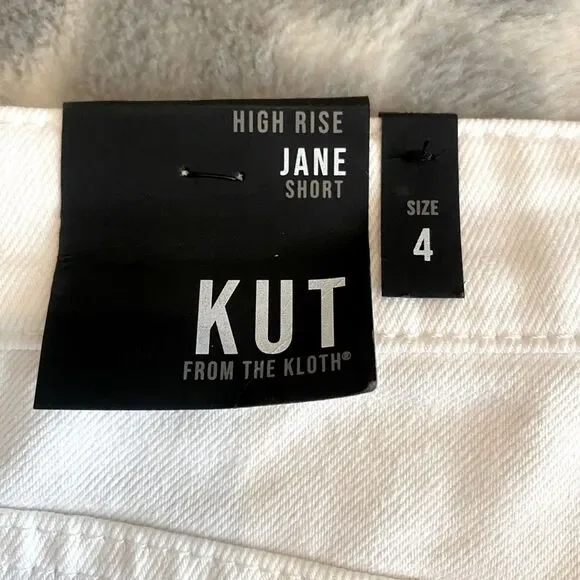 HIGH RISE
JANE
SHORT
KUT
FROM THE KLOTH®
SIZE
4